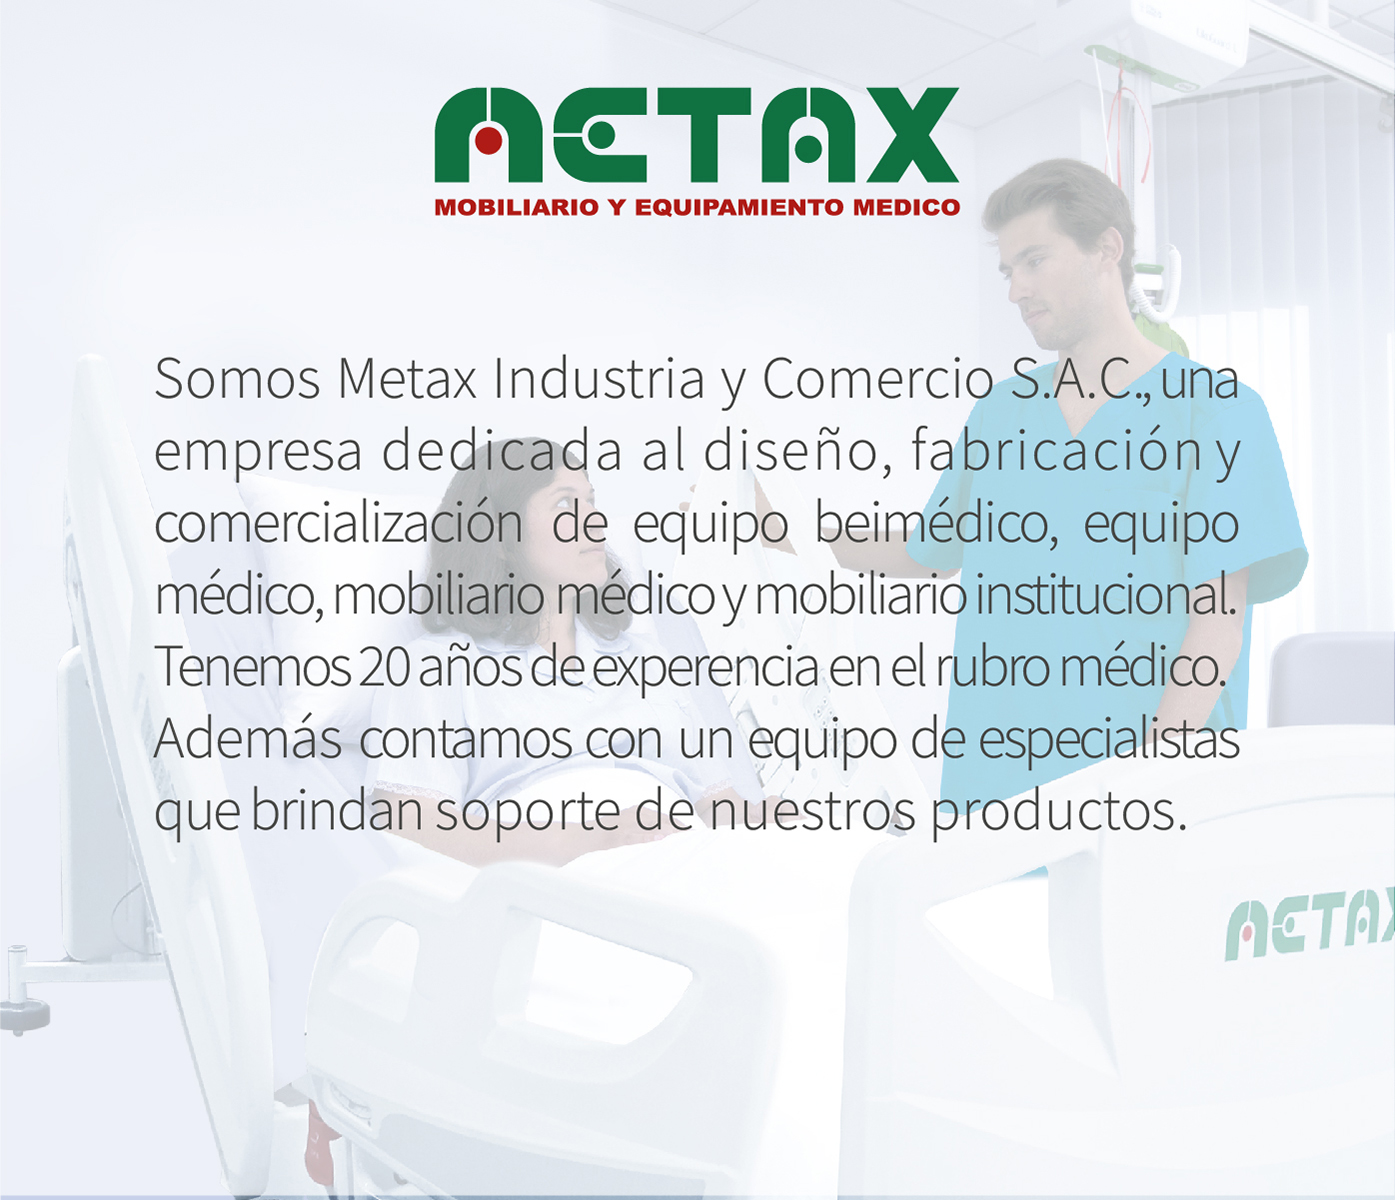 METAX
MOBILIARIO Y EQUIPAMIENTO MEDICO
Somos Metax Industria y Comercio S.A.C., una
empresa dedicada al diseño, fabricación y
comercialización de equipo beimédico, equipo
médico, mobiliario médico y mobiliario institucional.
Tenemos 20 años de experencia en el rubro médico.
Además contamos con un equipo de especialistas
que brindan soporte de nuestros productos.
METAX